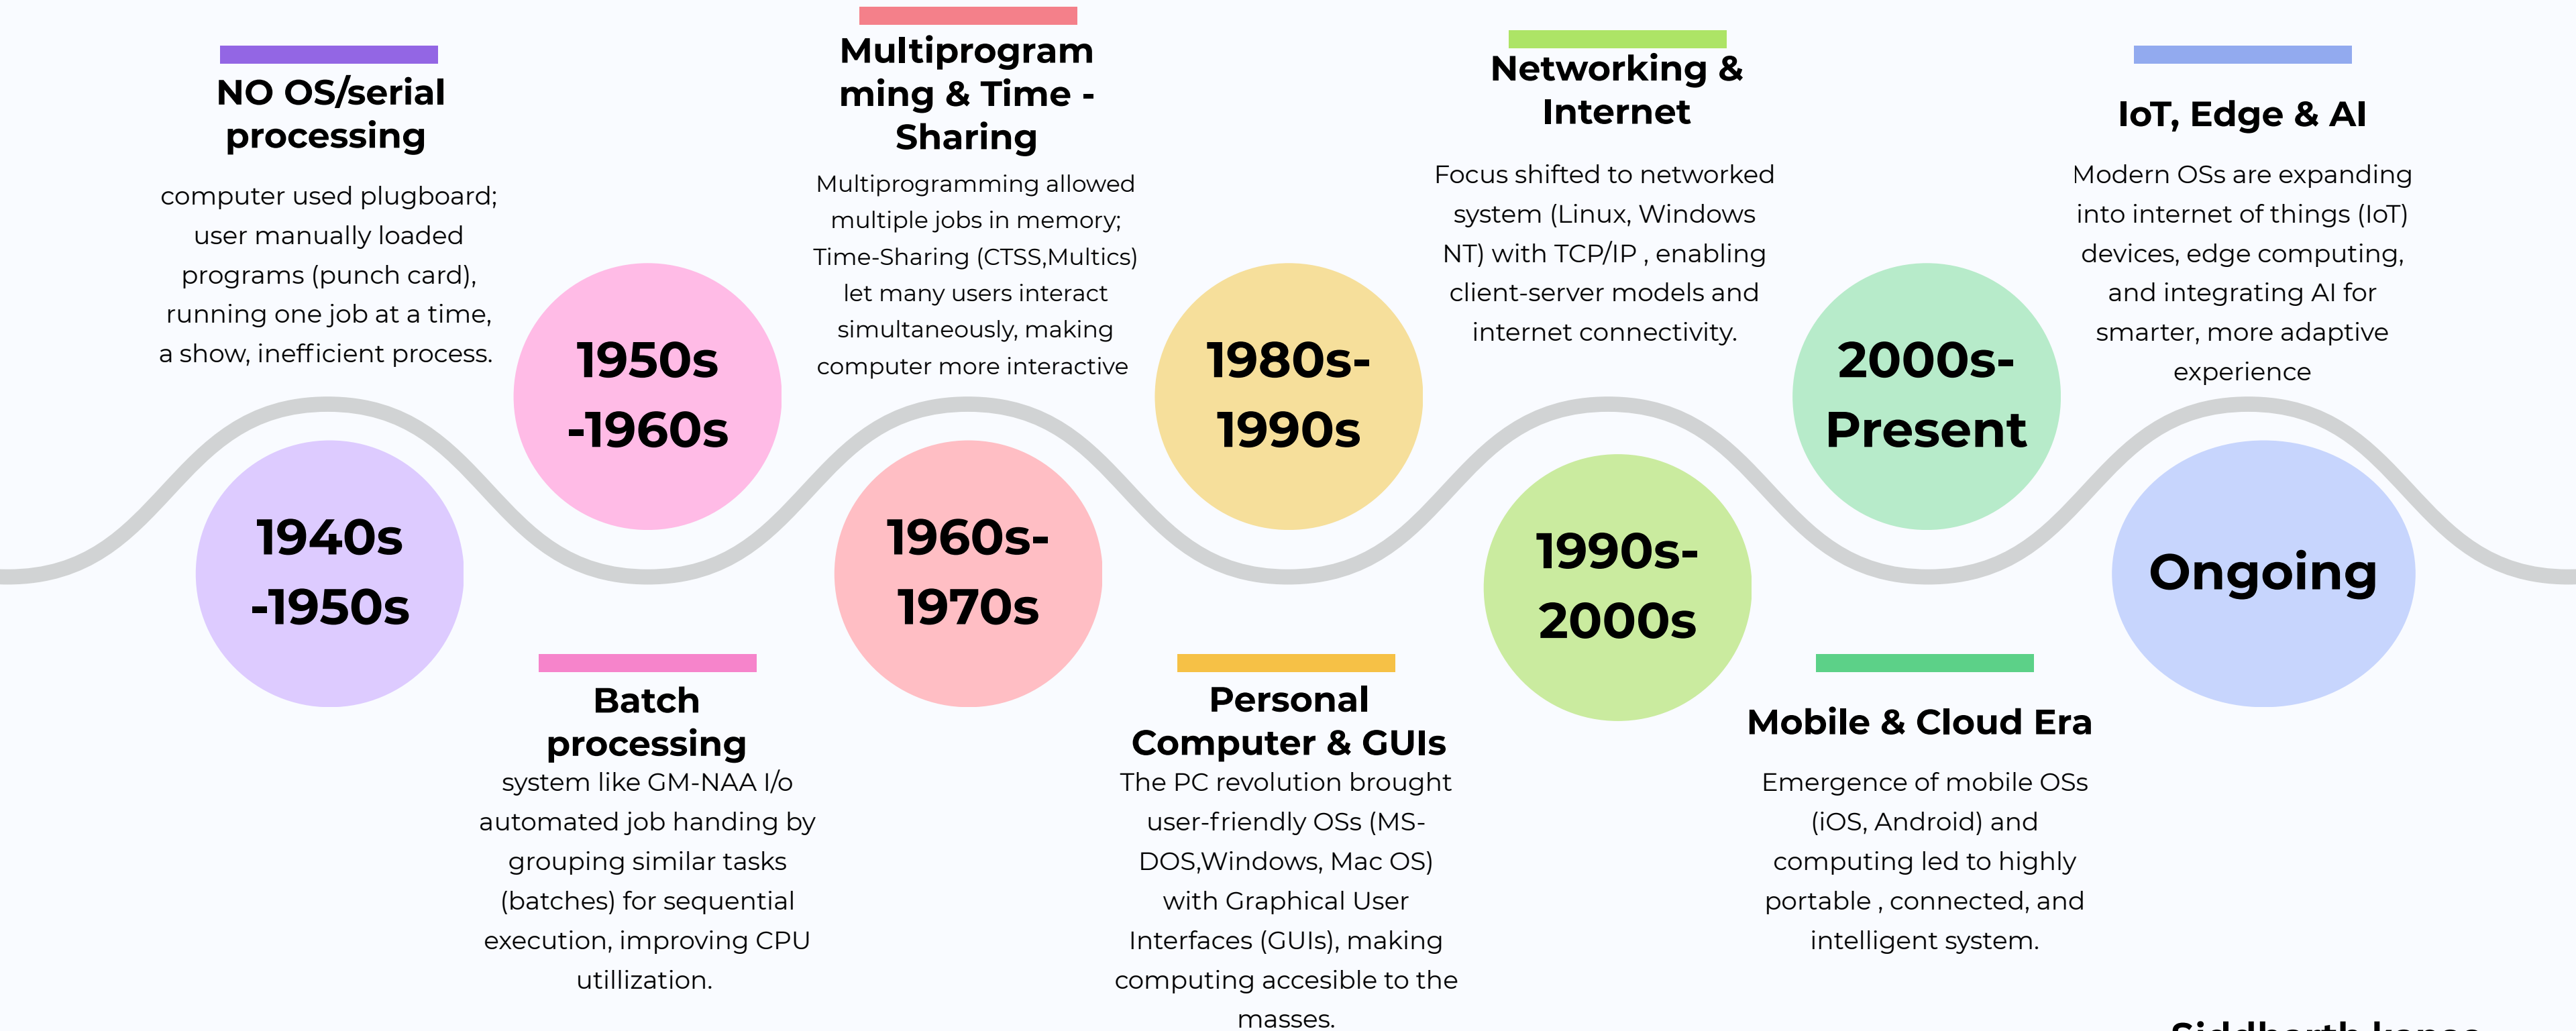 NO OS/serial
processing
computer used plugboard;
user manually loaded
programs (punch card),
running one job at a time,
a show, inefficient process.
1940s
-1950s
1950s
-1960s
Batch
processing
system like GM-NAA I/o
automated job handing by
grouping similar tasks
(batches) for sequential
execution, improving CPU
utillization.
Multiprogram
ming & Time -
Sharing
Multiprogramming allowed
multiple jobs in memory;
Time-Sharing (CTSS,Multics)
let many users interact
simultaneously, making
computer more interactive
1960s-
1970s
1980s-
1990s
Personal
Computer & GUIs
The PC revolution brought
user-friendly OSs (MS-
DOS,Windows, Mac OS)
with Graphical User
Interfaces (GUIs), making
computing accesible to the
masses.
Networking &
Internet
Focus shifted to networked
system (Linux, Windows
NT) with TCP/IP , enabling
client-server models and
internet connectivity.
1990s-
2000s
2000s-
Present
Mobile & Cloud Era
Emergence of mobile OSs
(iOS, Android) and
computing led to highly
portable , connected, and
intelligent system.
IoT, Edge & AI
Modern OSs are expanding
into internet of things (IoT)
devices, edge computing,
and integrating AI for
smarter, more adaptive
experience
Ongoing
Siddharth